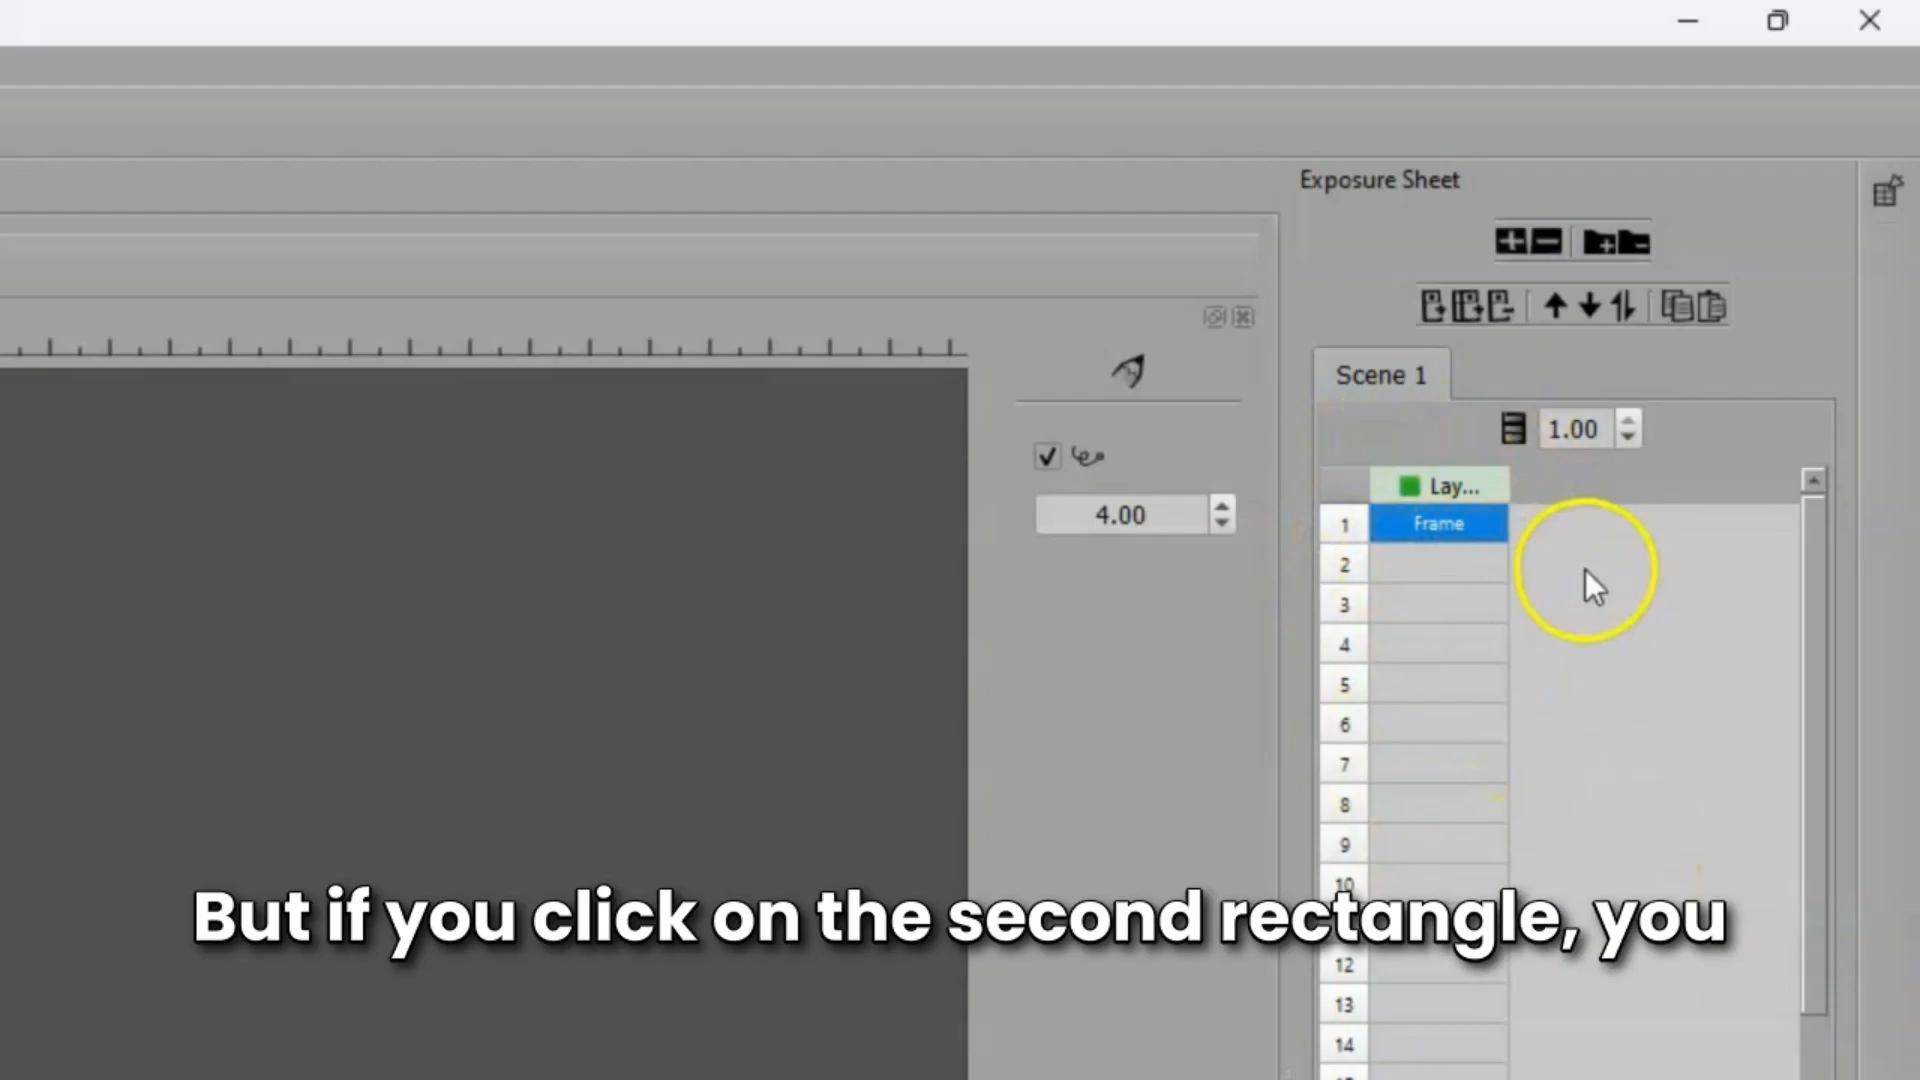 Exposure Sheet
Scene 1
1.00
Lay...
4.00
1 Frame
2
3
4
5
6
7
8
9
10
But if you click on the second rectangle, you
12
13
14